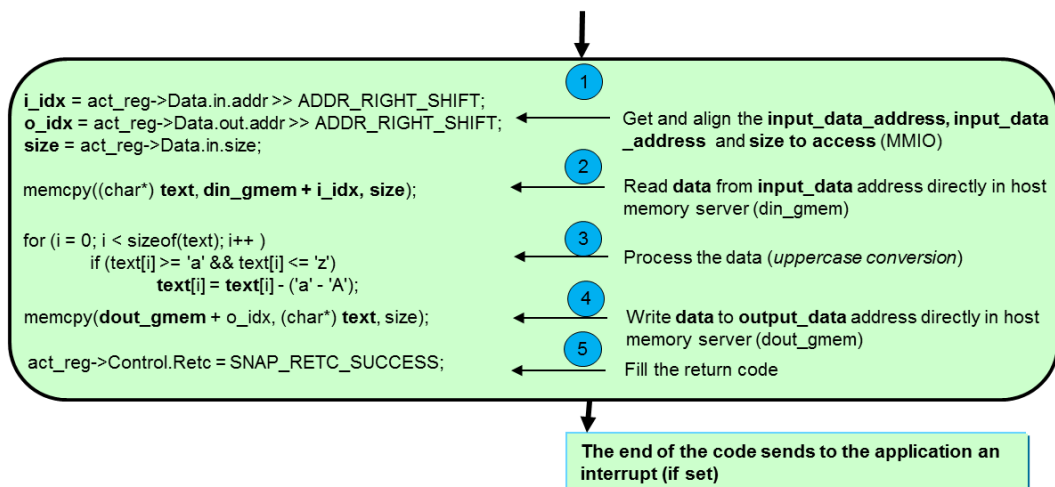 1
i_idx = act_reg->Data.in.addr >> ADDR_RIGHT_SHIFT;
o_idx = act_reg->Data.out.addr >> ADDR_RIGHT_SHIFT;
size = act_reg->Data.in.size;
Get and align the input_data_address, input_data
_address and size to access (MMIO)
2
memcpy((char*) text, din_gmem + i_idx, size);
Read data from input_data address directly in host
memory server (din_gmem)
3
for (i = 0; i < sizeof(text); i++ )
if (text[i] >= 'a' && text[i] <= 'z')
text[i] = text[i] - ('a' - 'A');
Process the data (uppercase conversion)
4
memcpy(dout_gmem + o_idx, (char*) text, size);
Write data to output_data address directly in host
memory server (dout_gmem)
5
act_reg->Control.Retc = SNAP_RETC_SUCCESS;
Fill the return code
The end of the code sends to the application an
interrupt (if set)